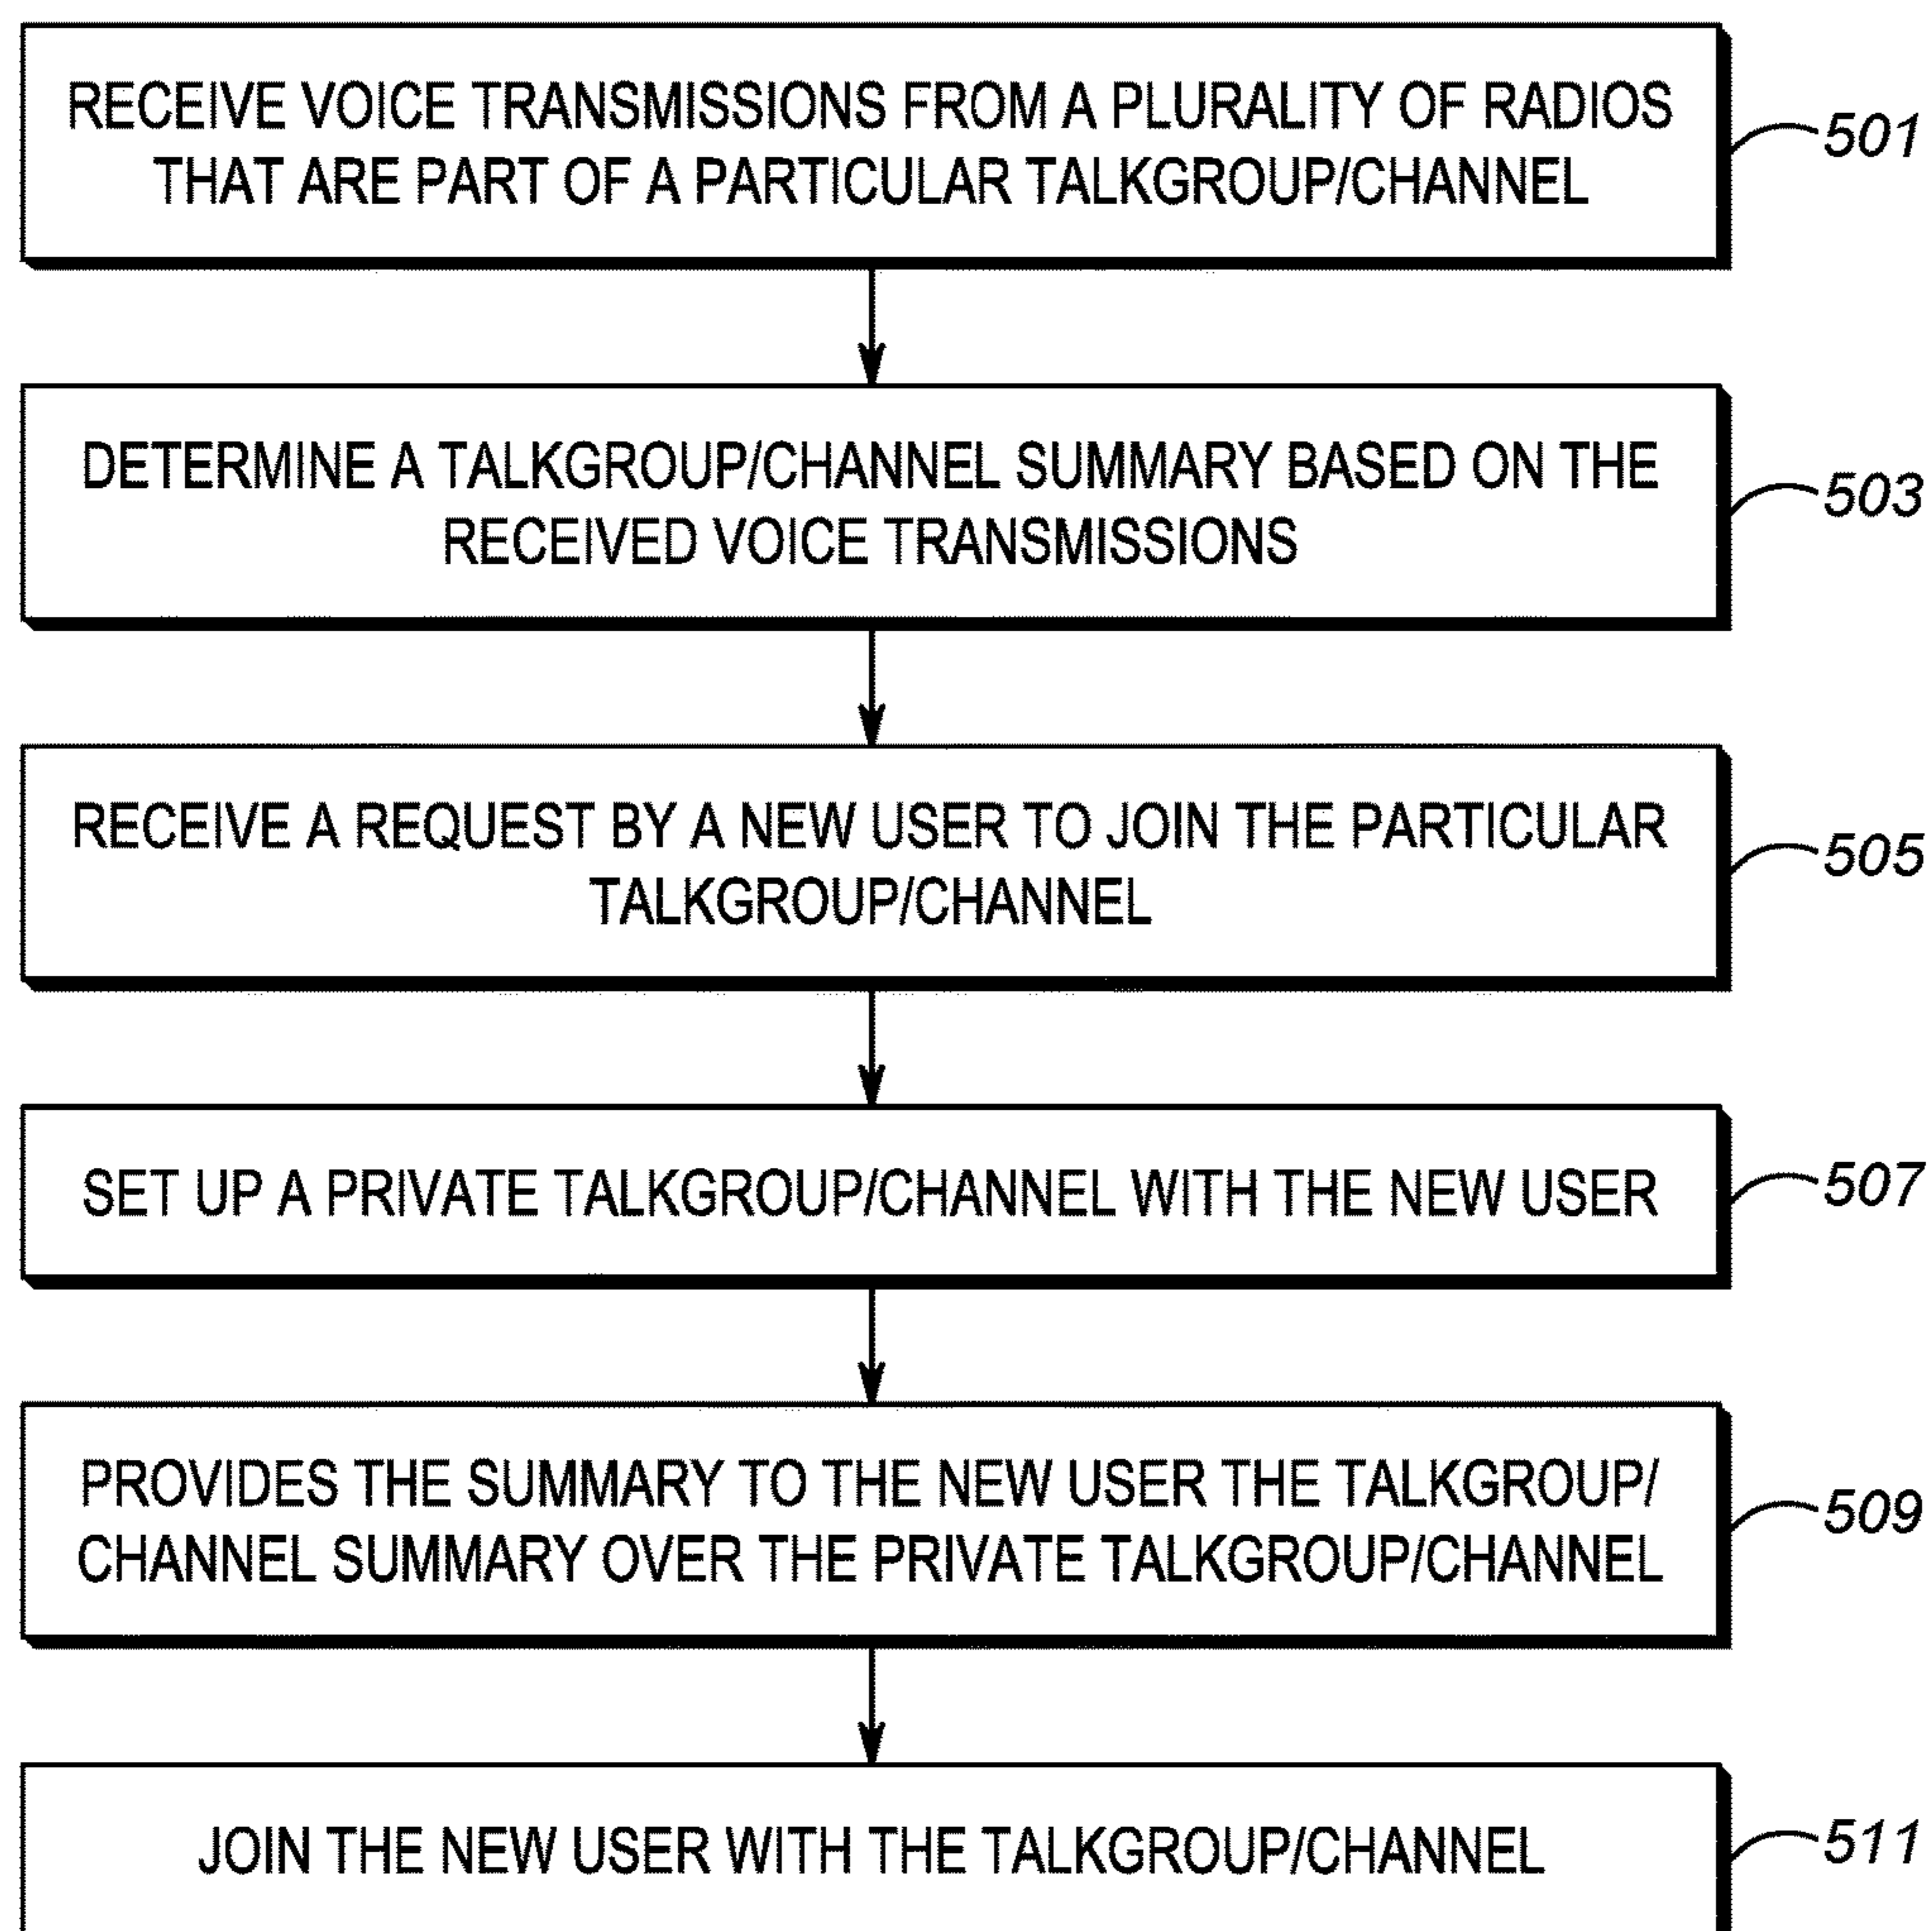 RECEIVE VOICE TRANSMISSIONS FROM A PLURALITY OF RADIOS
THAT ARE PART OF A PARTICULAR TALKGROUP/CHANNEL
501
DETERMINE A TALKGROUP/CHANNEL SUMMARY BASED ON THE
RECEIVED VOICE TRANSMISSIONS
503
RECEIVE A REQUEST BY A NEW USER TO JOIN THE PARTICULAR
TALKGROUP/CHANNEL
505
SET UP A PRIVATE TALKGROUP/CHANNEL WITH THE NEW USER
507
PROVIDES THE SUMMARY TO THE NEW USER THE TALKGROUP/
CHANNEL SUMMARY OVER THE PRIVATE TALKGROUP/CHANNEL
509
JOIN THE NEW USER WITH THE TALKGROUP/CHANNEL
511